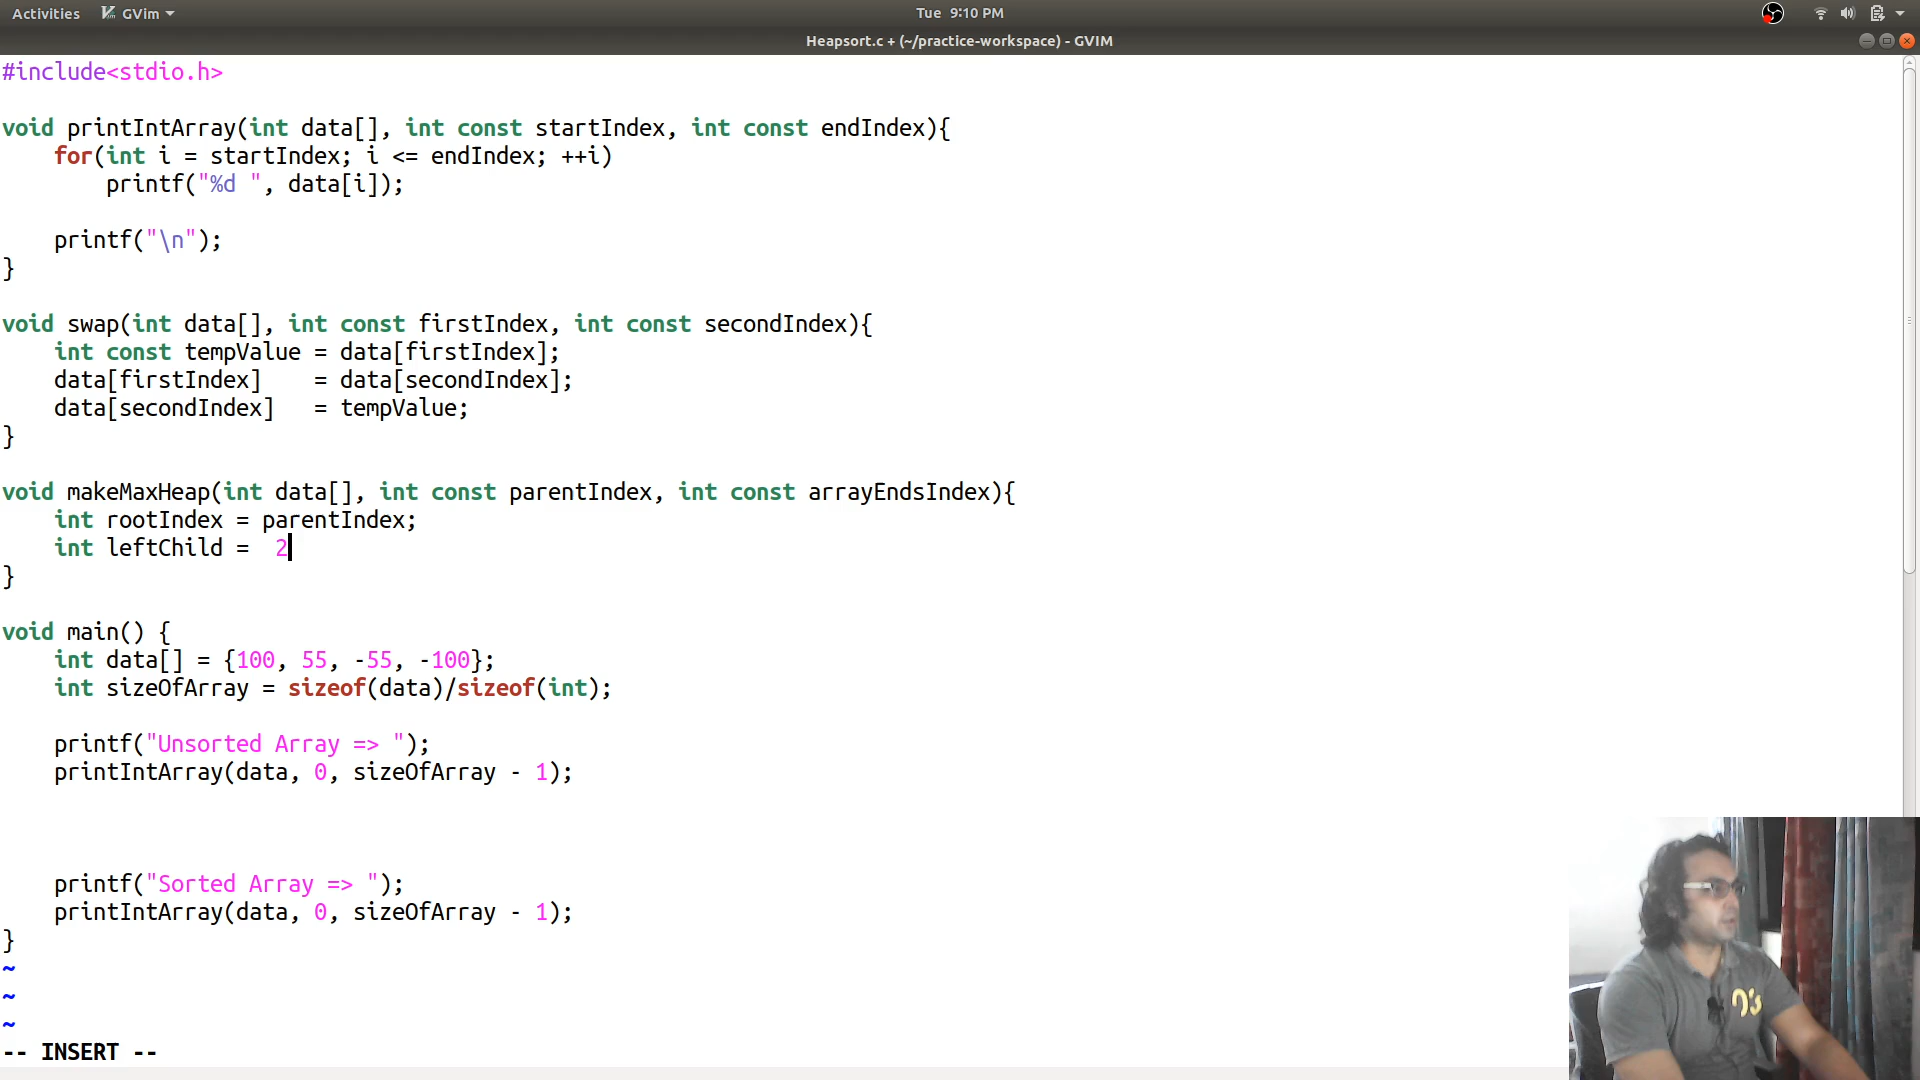 Activities GVim Tue 9:10 PM
Heapsort.c + (~/practice-workspace) - GVIM
#include<stdio.h>

void printIntArray(int data[], int const startIndex, int const endIndex){
    for(int i = startIndex; i <= endIndex; ++i)
        printf("%d ", data[i]);

    printf("\n");
}

void swap(int data[], int const firstIndex, int const secondIndex){
    int const tempValue = data[firstIndex];
    data[firstIndex]    = data[secondIndex];
    data[secondIndex]   = tempValue;
}

void makeMaxHeap(int data[], int const parentIndex, int const arrayEndsIndex){
    int rootIndex = parentIndex;
    int leftChild =  2
}

void main() {
    int data[] = {100, 55, -55, -100};
    int sizeOfArray = sizeof(data)/sizeof(int);

    printf("Unsorted Array => ");
    printIntArray(data, 0, sizeOfArray - 1);

    printf("Sorted Array => ");
    printIntArray(data, 0, sizeOfArray - 1);
}
~
~
~
-- INSERT --